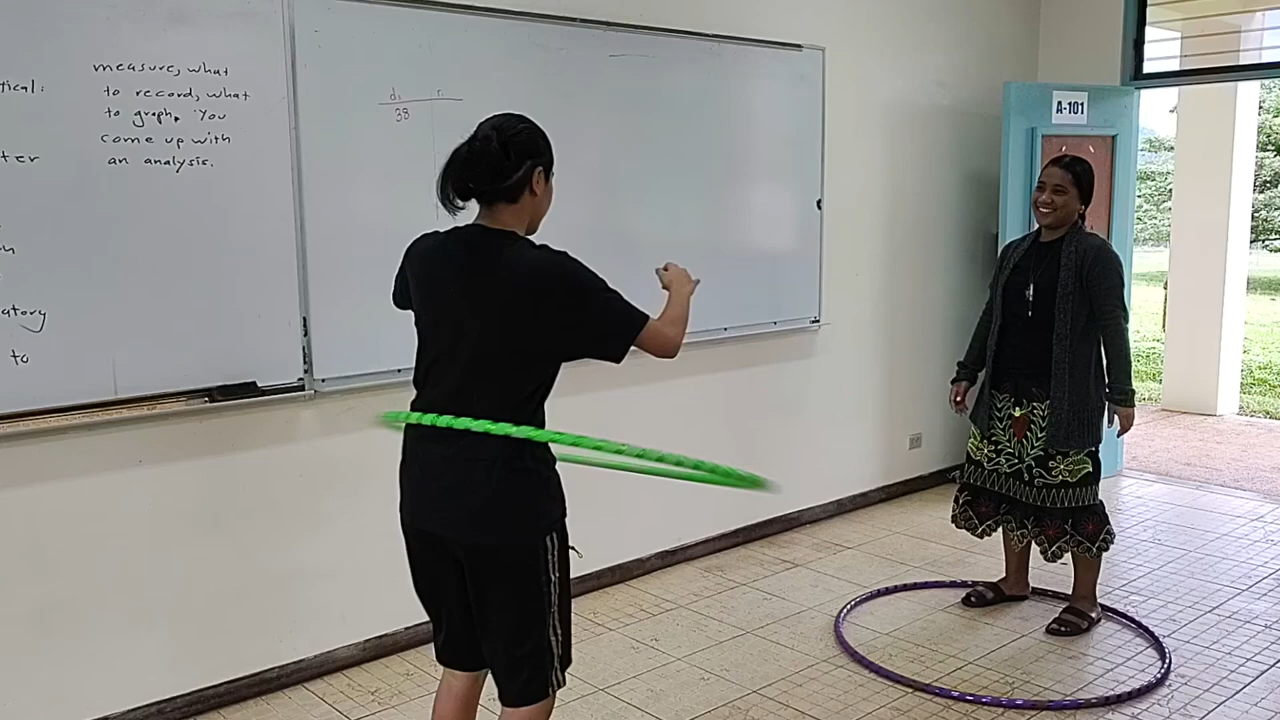 tical:
ter
n
atory
to
measure, what
to record, what
to graph. You
come up with
an analysis.
d. r.
38
A-101